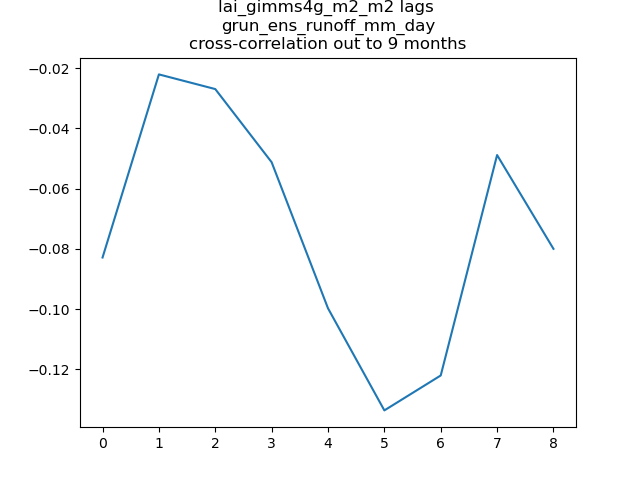 lai_gimms4g_m2_m2 lags
grun_ens_runoff_mm_day
cross-correlation out to 9 months
−0.02
−0.04
−0.06
−0.08
−0.10
−0.12
0 1 2 3 4 5 6 7 8